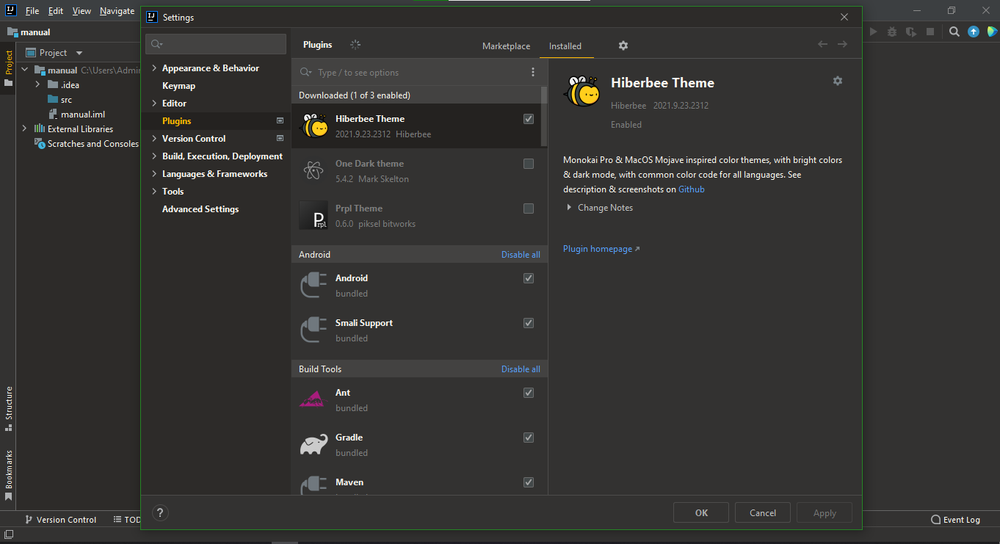 IJ
File Edit View Navigate
manual
Project
Project
manual C:\Users\Admin
.idea
src
manual.iml
External Libraries
Scratches and Consoles
Structure
Bookmarks
Version Control
Event Log
IJ Settings
Appearance & Behavior
Keymap
Editor
Plugins
Version Control
Build, Execution, Deployment
Languages & Frameworks
Tools
Advanced Settings
Plugins
Marketplace
Installed
Type / to see options
Downloaded (1 of 3 enabled)
Hiberbee Theme
2021.9.23.2312 Hiberbee
One Dark theme
5.4.2 Mark Skelton
Prpl
Prpl Theme
0.6.0 piksel bitworks
Android Disable all
Android
bundled
Smali Support
bundled
Build Tools Disable all
Ant
bundled
Gradle
bundled
Maven
Hiberbee Theme
Hiberbee 2021.9.23.2312
Enabled
Monokai Pro & MacOS Mojave inspired color themes, with bright colors
& dark mode, with common color code for all languages. See
description & screenshots on Github
Change Notes
Plugin homepage
?
OK
Cancel
Apply